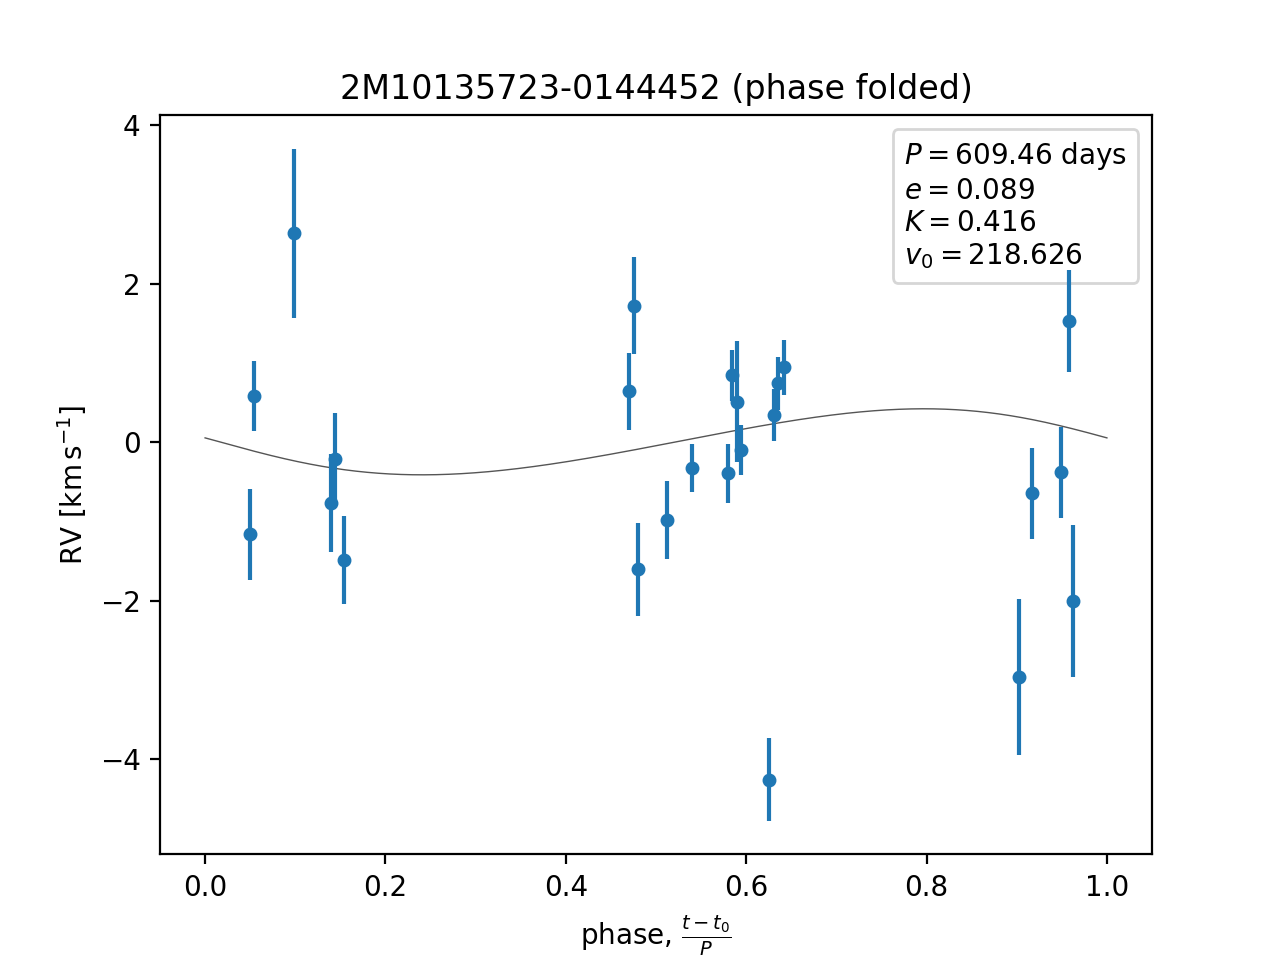 2M10135723-0144452 (phase folded)
P = 609.46 days
e = 0.089
K = 0.416
v₀ = 218.626
4
2
0
−2
−4
RV [km s⁻¹]
0.0 0.2 0.4 0.6 0.8 1.0
phase, (t − t₀)/P